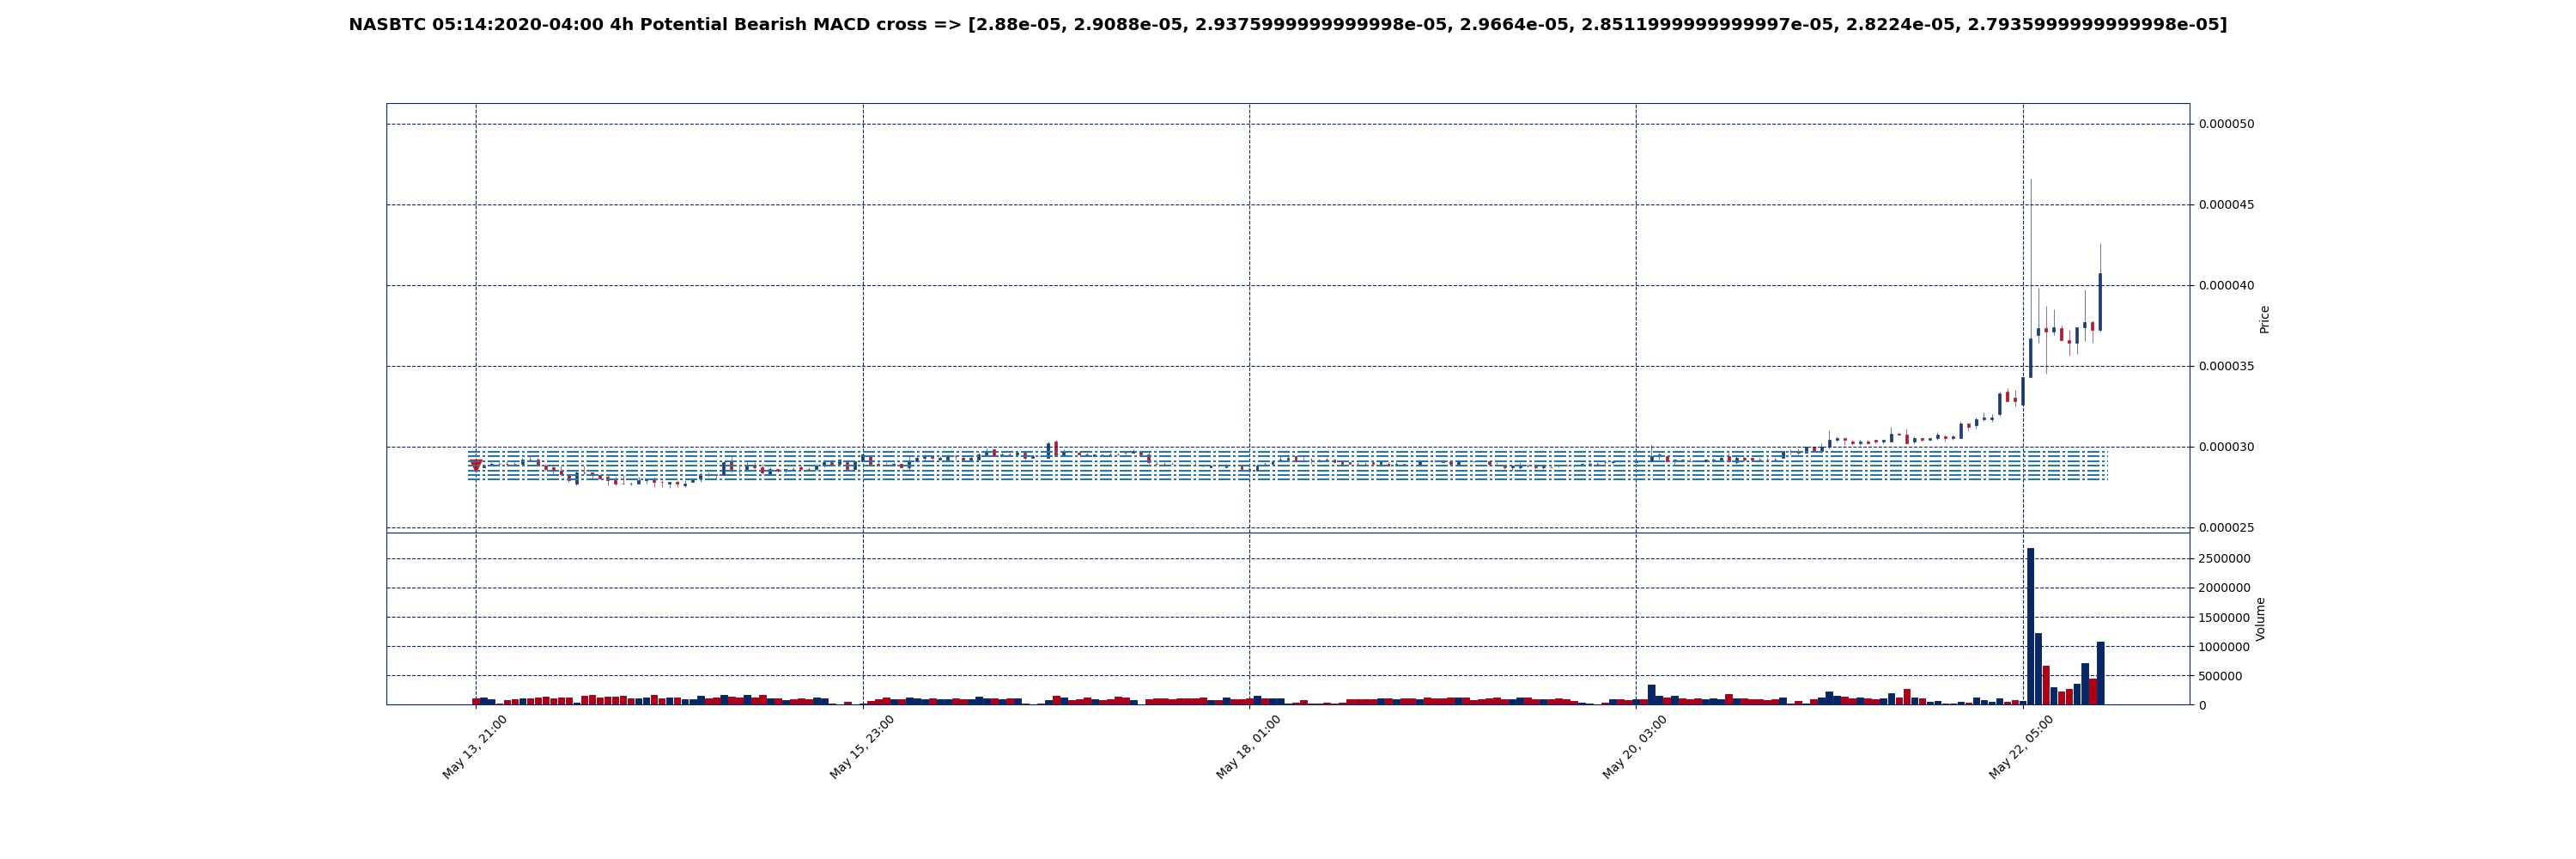 NASBTC 05:14:2020-04:00 4h Potential Bearish MACD cross => [2.88e-05, 2.9088e-05, 2.9375999999999998e-05, 2.9664e-05, 2.8511999999999997e-05, 2.8224e-05, 2.7935999999999998e-05]
0.000050
0.000045
0.000040
0.000035
0.000030
0.000025
Price
2500000
2000000
1500000
1000000
500000
0
Volume
May 13, 21:00
May 15, 23:00
May 18, 01:00
May 20, 03:00
May 22, 05:00